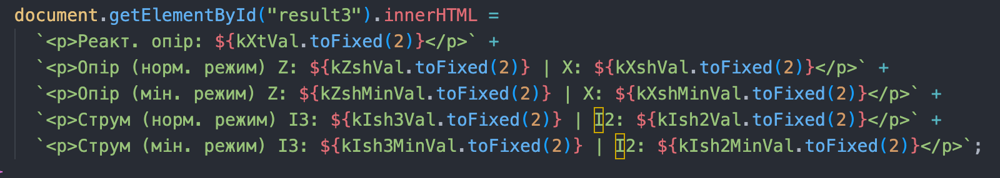 document.getElementById("result3").innerHTML =
`<p>Реакт. опір: ${kXtVal.toFixed(2)}</p>` +
`<p>Опір (норм. режим) Z: ${kZshVal.toFixed(2)} | X: ${kXshVal.toFixed(2)}</p>` +
`<p>Опір (мін. режим) Z: ${kZshMinVal.toFixed(2)} | X: ${kXshMinVal.toFixed(2)}</p>` +
`<p>Струм (норм. режим) I3: ${kIsh3Val.toFixed(2)} | І2: ${kIsh2Val.toFixed(2)}</p>` +
`<p>Струм (мін. режим) I3: ${kIsh3MinVal.toFixed(2)} | І2: ${kIsh2MinVal.toFixed(2)}</p>`;